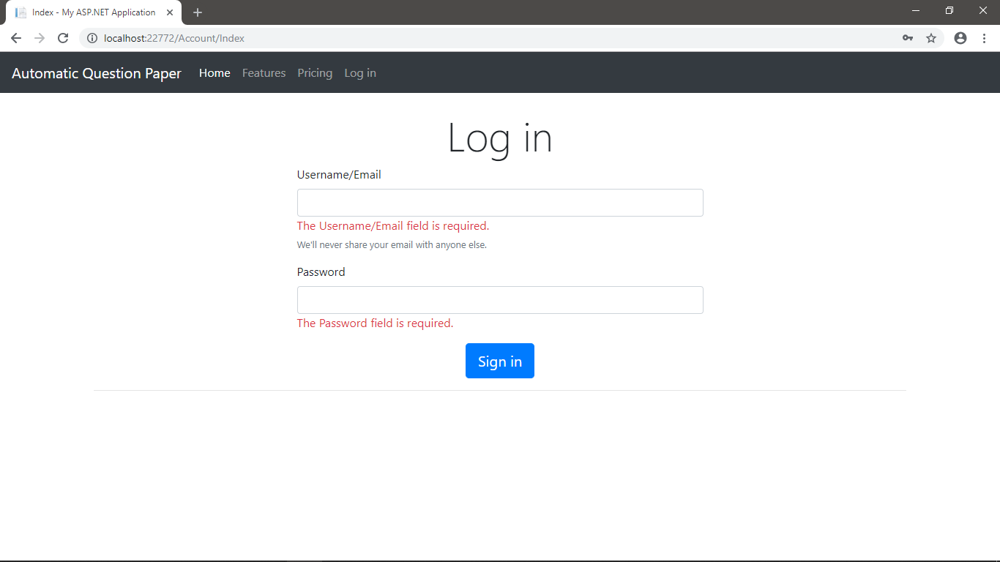 Index - My ASP.NET Application
localhost:22772/Account/Index
Automatic Question Paper Home Features Pricing Log in
Log in
Username/Email
The Username/Email field is required.
We'll never share your email with anyone else.
Password
The Password field is required.
Sign in